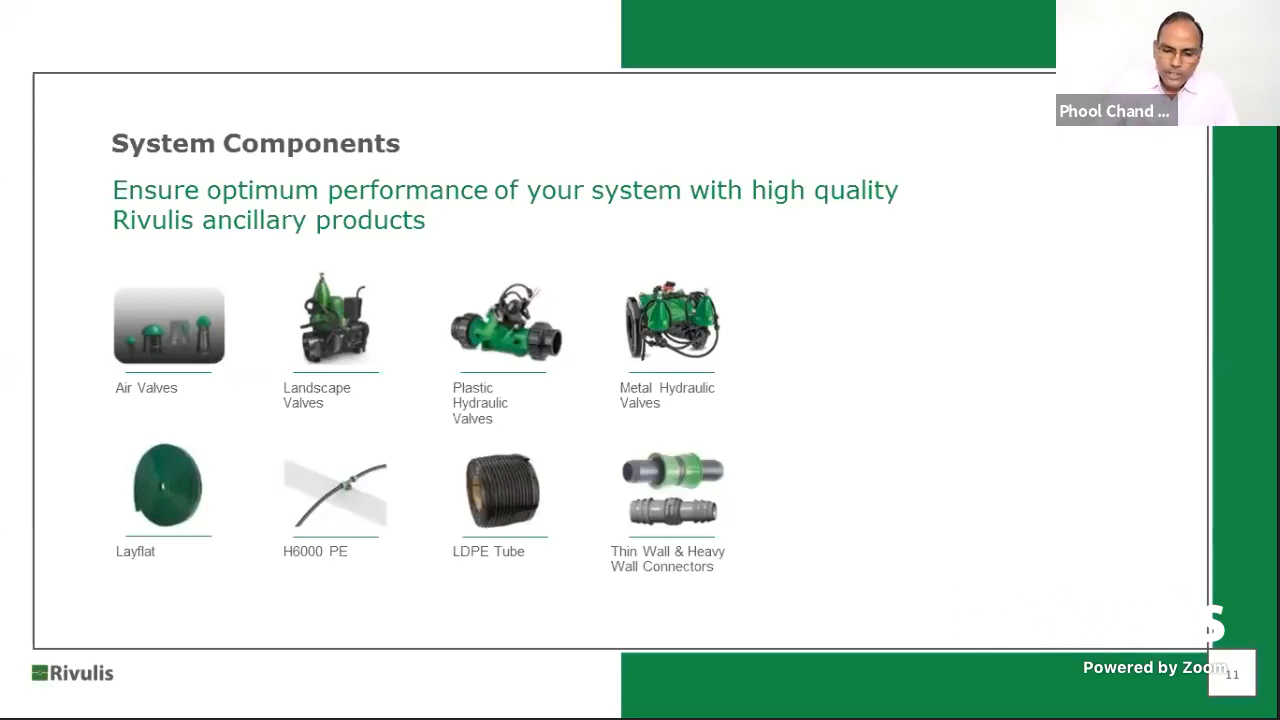 Phool Chand ...
System Components
Ensure optimum performance of your system with high quality
Rivulis ancillary products
Air Valves
Landscape
Valves
Plastic
Hydraulic
Valves
Metal Hydraulic
Valves
Layflat
H6000 PE
LDPE Tube
Thin Wall & Heavy
Wall Connectors
s
Rivulis
Powered by Zoom
11